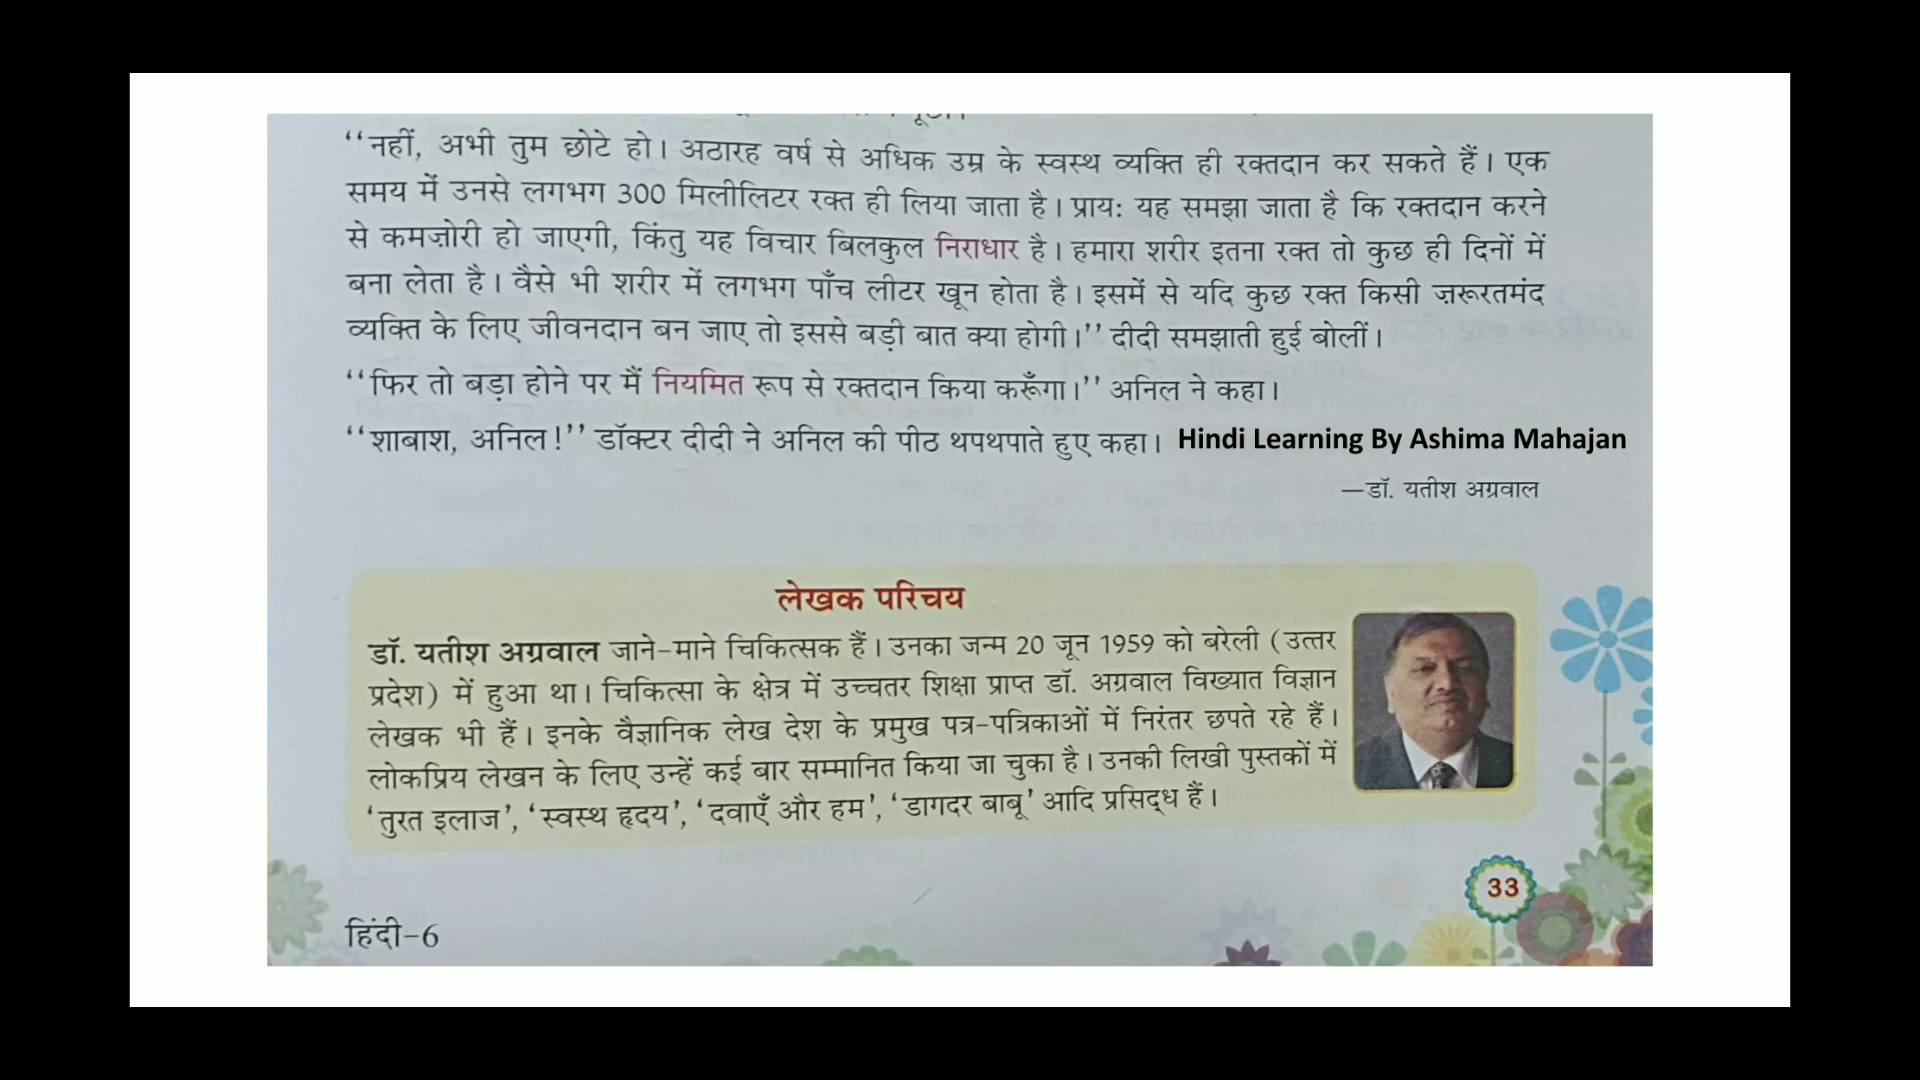 ‘‘नहीं, अभी तुम छोटे हो। अठारह वर्ष से अधिक उम्र के स्वस्थ व्यक्ति ही रक्तदान कर सकते हैं। एक
समय में उनसे लगभग 300 मिलीलिटर रक्त ही लिया जाता है। प्रायः यह समझा जाता है कि रक्तदान करने
से कमज़ोरी हो जाएगी, किंतु यह विचार बिलकुल निराधार है। हमारा शरीर इतना रक्त तो कुछ ही दिनों में
बना लेता है। वैसे भी शरीर में लगभग पाँच लीटर खून होता है। इसमें से यदि कुछ रक्त किसी ज़रूरतमंद
व्यक्ति के लिए जीवनदान बन जाए तो इससे बड़ी बात क्या होगी।’’ दीदी समझाती हुई बोलीं।
‘‘फिर तो बड़ा होने पर मैं नियमित रूप से रक्तदान किया करूँगा।’’ अनिल ने कहा।
‘‘शाबाश, अनिल!’’ डॉक्टर दीदी ने अनिल की पीठ थपथपाते हुए कहा। Hindi Learning By Ashima Mahajan
—डॉ. यतीश अग्रवाल
लेखक परिचय
डॉ. यतीश अग्रवाल जाने-माने चिकित्सक हैं। उनका जन्म 20 जून 1959 को बरेली (उत्तर
प्रदेश) में हुआ था। चिकित्सा के क्षेत्र में उच्चतर शिक्षा प्राप्त डॉ. अग्रवाल विख्यात विज्ञान
लेखक भी हैं। इनके वैज्ञानिक लेख देश के प्रमुख पत्र-पत्रिकाओं में निरंतर छपते रहे हैं।
लोकप्रिय लेखन के लिए उन्हें कई बार सम्मानित किया जा चुका है। उनकी लिखी पुस्तकों में
‘तुरत इलाज’, ‘स्वस्थ हृदय’, ‘दवाएँ और हम’, ‘डागदर बाबू’ आदि प्रसिद्ध हैं।
33
हिंदी-6